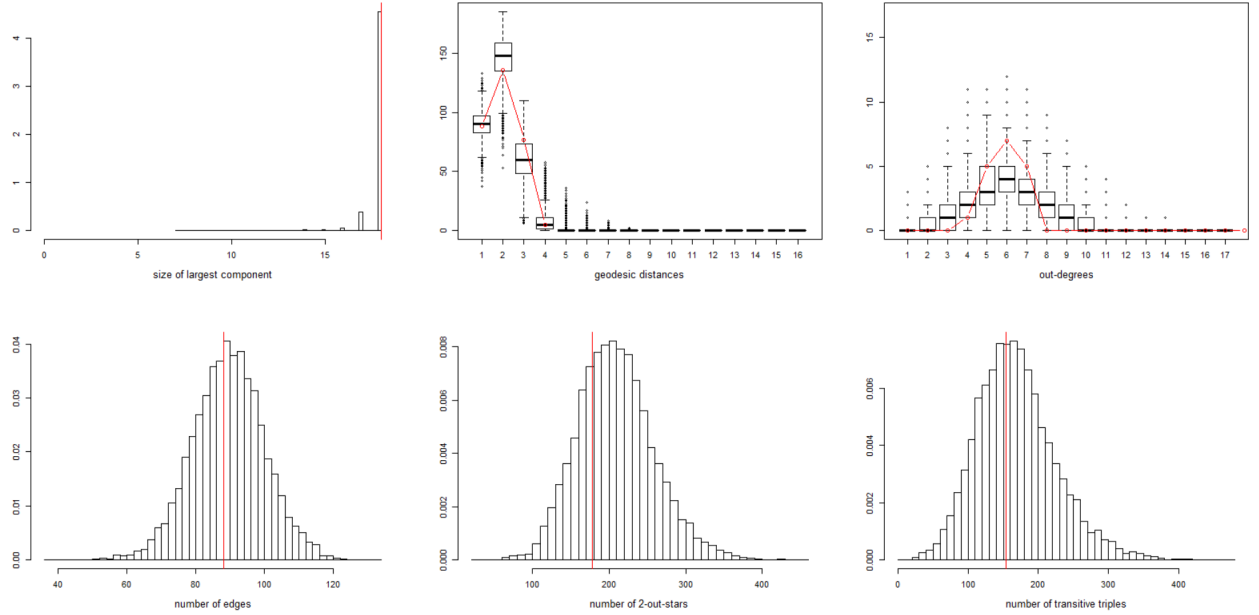 4
3
2
1
0
0 5 10 15
size of largest component
150
100
50
0
1 2 3 4 5 6 7 8 9 10 11 12 13 14 15 16
geodesic distances
15
10
5
0
1 2 3 4 5 6 7 8 9 10 11 12 13 14 15 16 17
out-degrees
0.04
0.03
0.02
0.01
0.00
40 60 80 100 120
number of edges
0.008
0.006
0.004
0.002
0.000
100 200 300 400
number of 2-out-stars
0.006
0.004
0.002
0.000
0 100 200 300 400
number of transitive triples